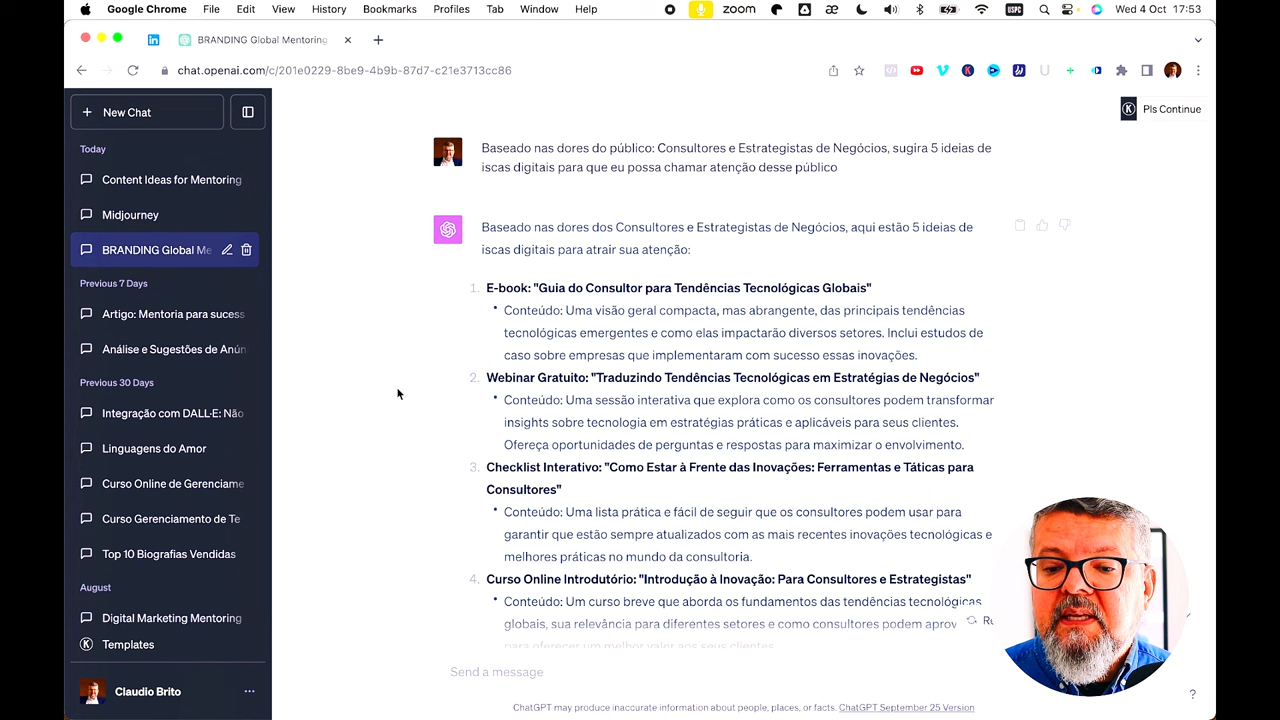 Google Chrome File Edit View History Bookmarks Profiles Tab Window Help zoom USPC Wed 4 Oct 17:53
BRANDING Global Mentoring
chat.openai.com/c/201e0229-8be9-4b9b-87d7-c21e3713cc86
New Chat
Pls Continue
Today
Content Ideas for Mentoring
Midjourney
BRANDING Global Me
Previous 7 Days
Artigo: Mentoria para sucess
Análise e Sugestões de Anún
Previous 30 Days
Integração com DALL·E: Não
Linguagens do Amor
Curso Online de Gerenciame
Curso Gerenciamento de Te
Top 10 Biografias Vendidas
August
Digital Marketing Mentoring
Templates
Claudio Brito
Baseado nas dores do público: Consultores e Estrategistas de Negócios, sugira 5 ideias de
iscas digitais para que eu possa chamar atenção desse público
Baseado nas dores dos Consultores e Estrategistas de Negócios, aqui estão 5 ideias de
iscas digitais para atrair sua atenção:
1. E-book: "Guia do Consultor para Tendências Tecnológicas Globais"
• Conteúdo: Uma visão geral compacta, mas abrangente, das principais tendências
tecnológicas emergentes e como elas impactarão diversos setores. Inclui estudos de
caso sobre empresas que implementaram com sucesso essas inovações.
2. Webinar Gratuito: "Traduzindo Tendências Tecnológicas em Estratégias de Negócios"
• Conteúdo: Uma sessão interativa que explora como os consultores podem transformar
insights sobre tecnologia em estratégias práticas e aplicáveis para seus clientes.
Ofereça oportunidades de perguntas e respostas para maximizar o envolvimento.
3. Checklist Interativo: "Como Estar à Frente das Inovações: Ferramentas e Táticas para
Consultores"
• Conteúdo: Uma lista prática e fácil de seguir que os consultores podem usar para
garantir que estão sempre atualizados com as mais recentes inovações tecnológicas e
melhores práticas no mundo da consultoria.
4. Curso Online Introdutório: "Introdução à Inovação: Para Consultores e Estrategistas"
• Conteúdo: Um curso breve que aborda os fundamentos das tendências tecnológicas
globais, sua relevância para diferentes setores e como consultores podem aprov
para oferecer um melhor valor aos seus clientes.
Send a message
ChatGPT may produce inaccurate information about people, places, or facts. ChatGPT September 25 Version
?